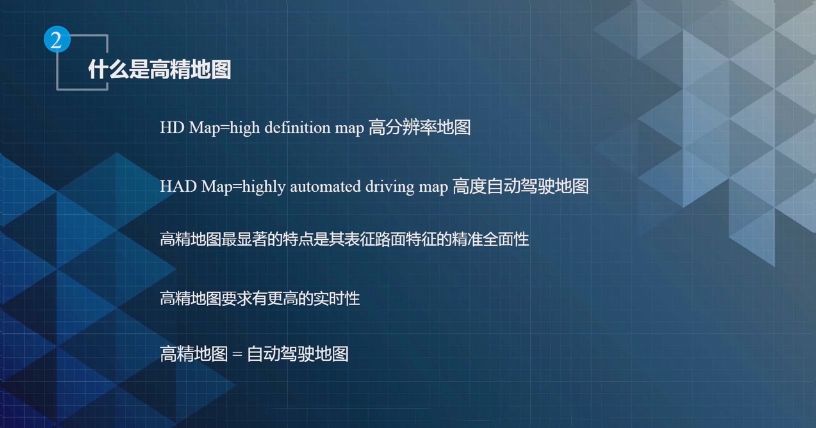 2
什么是高精地图
HD Map=high definition map 高分辨率地图
HAD Map=highly automated driving map 高度自动驾驶地图
高精地图最显著的特点是其表征路面特征的精准全面性
高精地图要求有更高的实时性
高精地图 = 自动驾驶地图